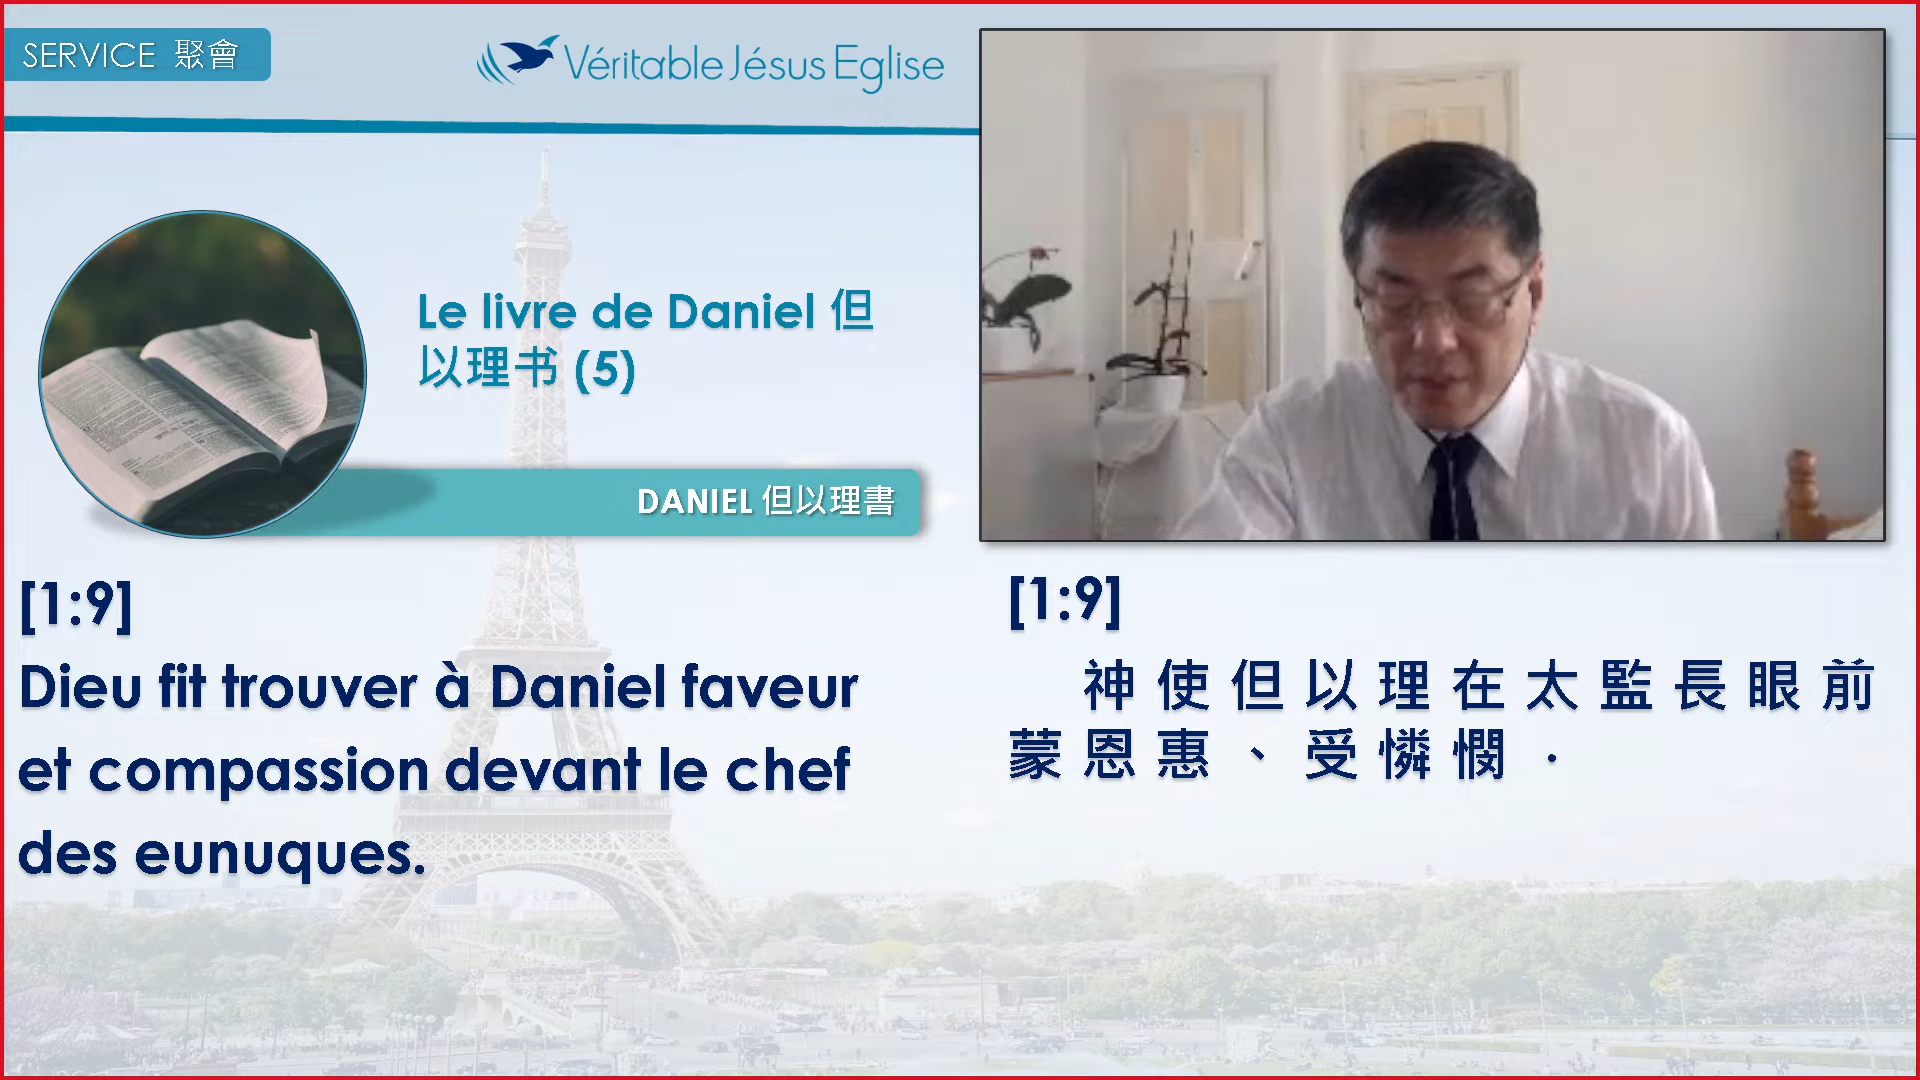 SERVICE 聚會
Véritable Jésus Eglise
Le livre de Daniel 但
以理书 (5)
DANIEL 但以理書
[1:9]
Dieu fit trouver à Daniel faveur
et compassion devant le chef
des eunuques.
[1:9]
神使但以理在太監長眼前
蒙恩惠、受憐憫．